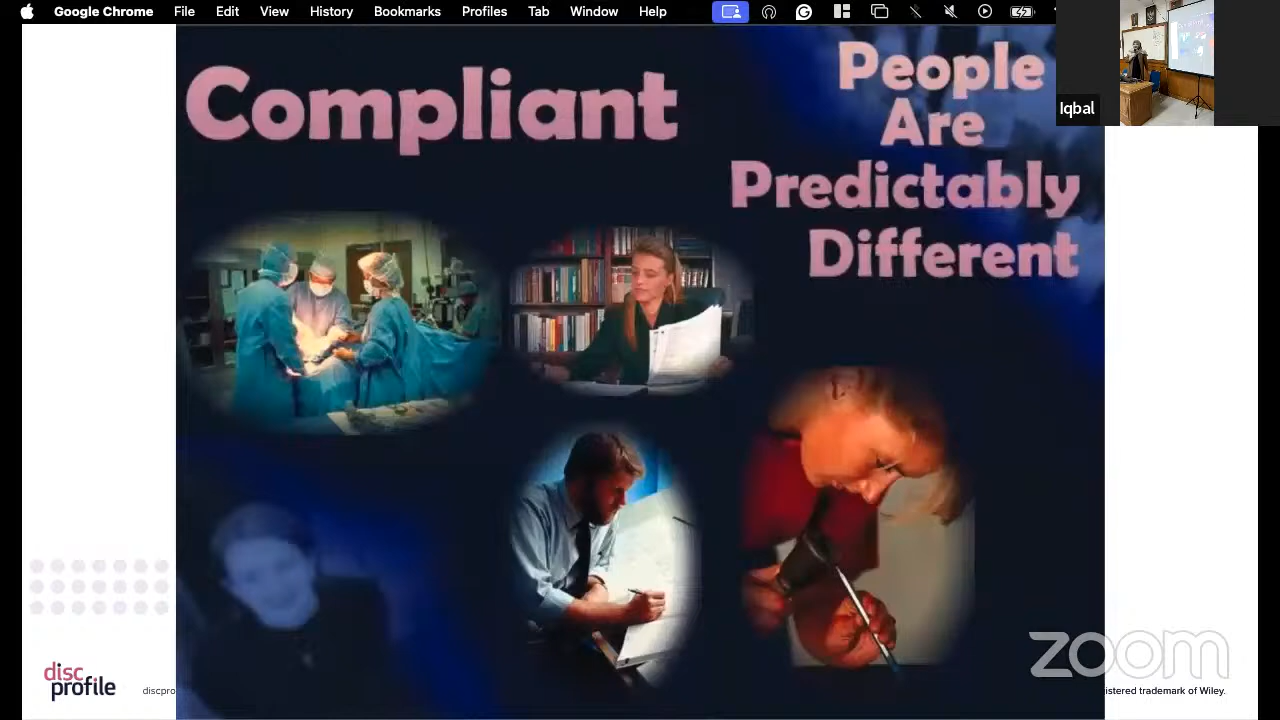 Google Chrome File Edit View History Bookmarks Profiles Tab Window Help
Iqbal
Compliant
People
Are
Predictably
Different
zoom
disc
profile
discpro
istered trademark of Wiley.